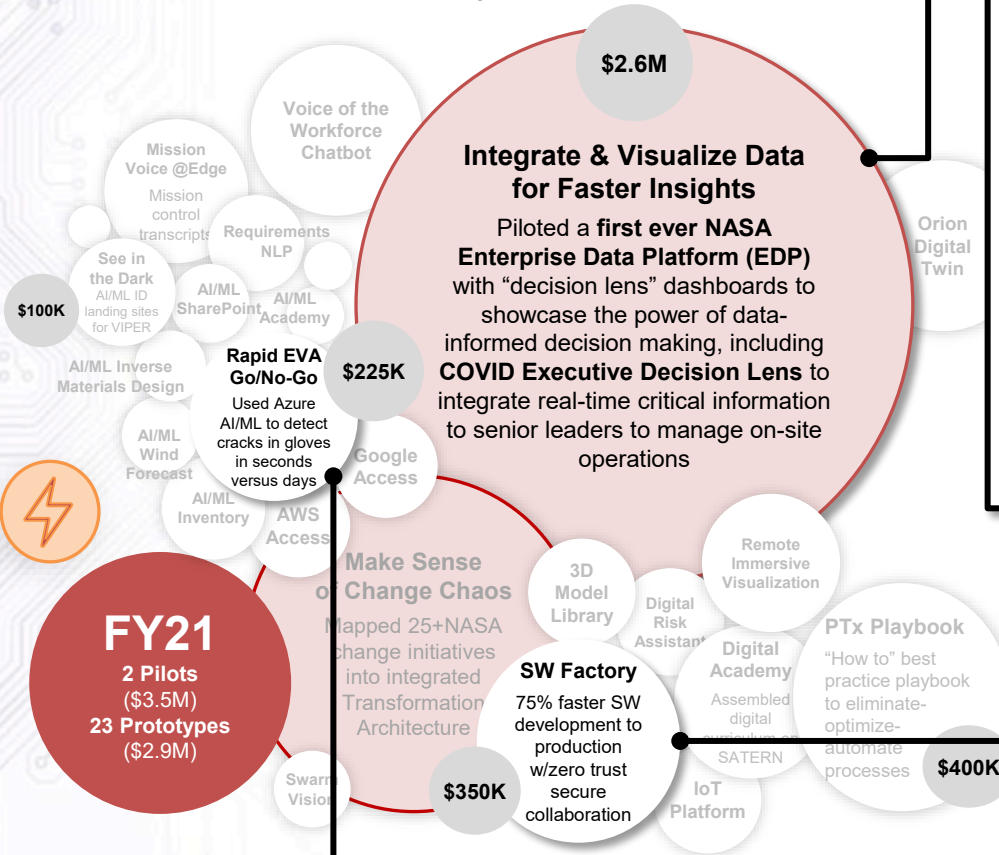 $2.6M
Integrate & Visualize Data
for Faster Insights
Piloted a first ever NASA
Enterprise Data Platform (EDP)
with “decision lens” dashboards to
showcase the power of data-
informed decision making, including
COVID Executive Decision Lens to
integrate real-time critical information
to senior leaders to manage on-site
operations
Voice of the
Workforce
Chatbot
Mission
Voice @Edge
Mission
control
transcripts
Requirements
NLP
See in
the Dark
AI/ML ID
landing sites
for VIPER
$100K
AI/ML
SharePoint
AI/ML
Academy
AI/ML Inverse
Materials Design
Rapid EVA
Go/No-Go
Used Azure
AI/ML to detect
cracks in gloves
in seconds
versus days
$225K
AI/ML
Wind
Forecast
Google
Access
AI/ML
Inventory
AWS
Access
Orion
Digital
Twin
FY21
2 Pilots
($3.5M)
23 Prototypes
($2.9M)
Make Sense
of Change Chaos
Mapped 25+NASA
change initiatives
into integrated
Transformation
Architecture
3D
Model
Library
Digital
Risk
Assistant
Remote
Immersive
Visualization
SW Factory
75% faster SW
development to
production
w/zero trust
secure
collaboration
$350K
Digital
Academy
Assembled
digital
curriculum on
SATERN
PTx Playbook
“How to” best
practice playbook
to eliminate-
optimize-
automate
processes
$400K
Swarm
Vision
IoT
Platform